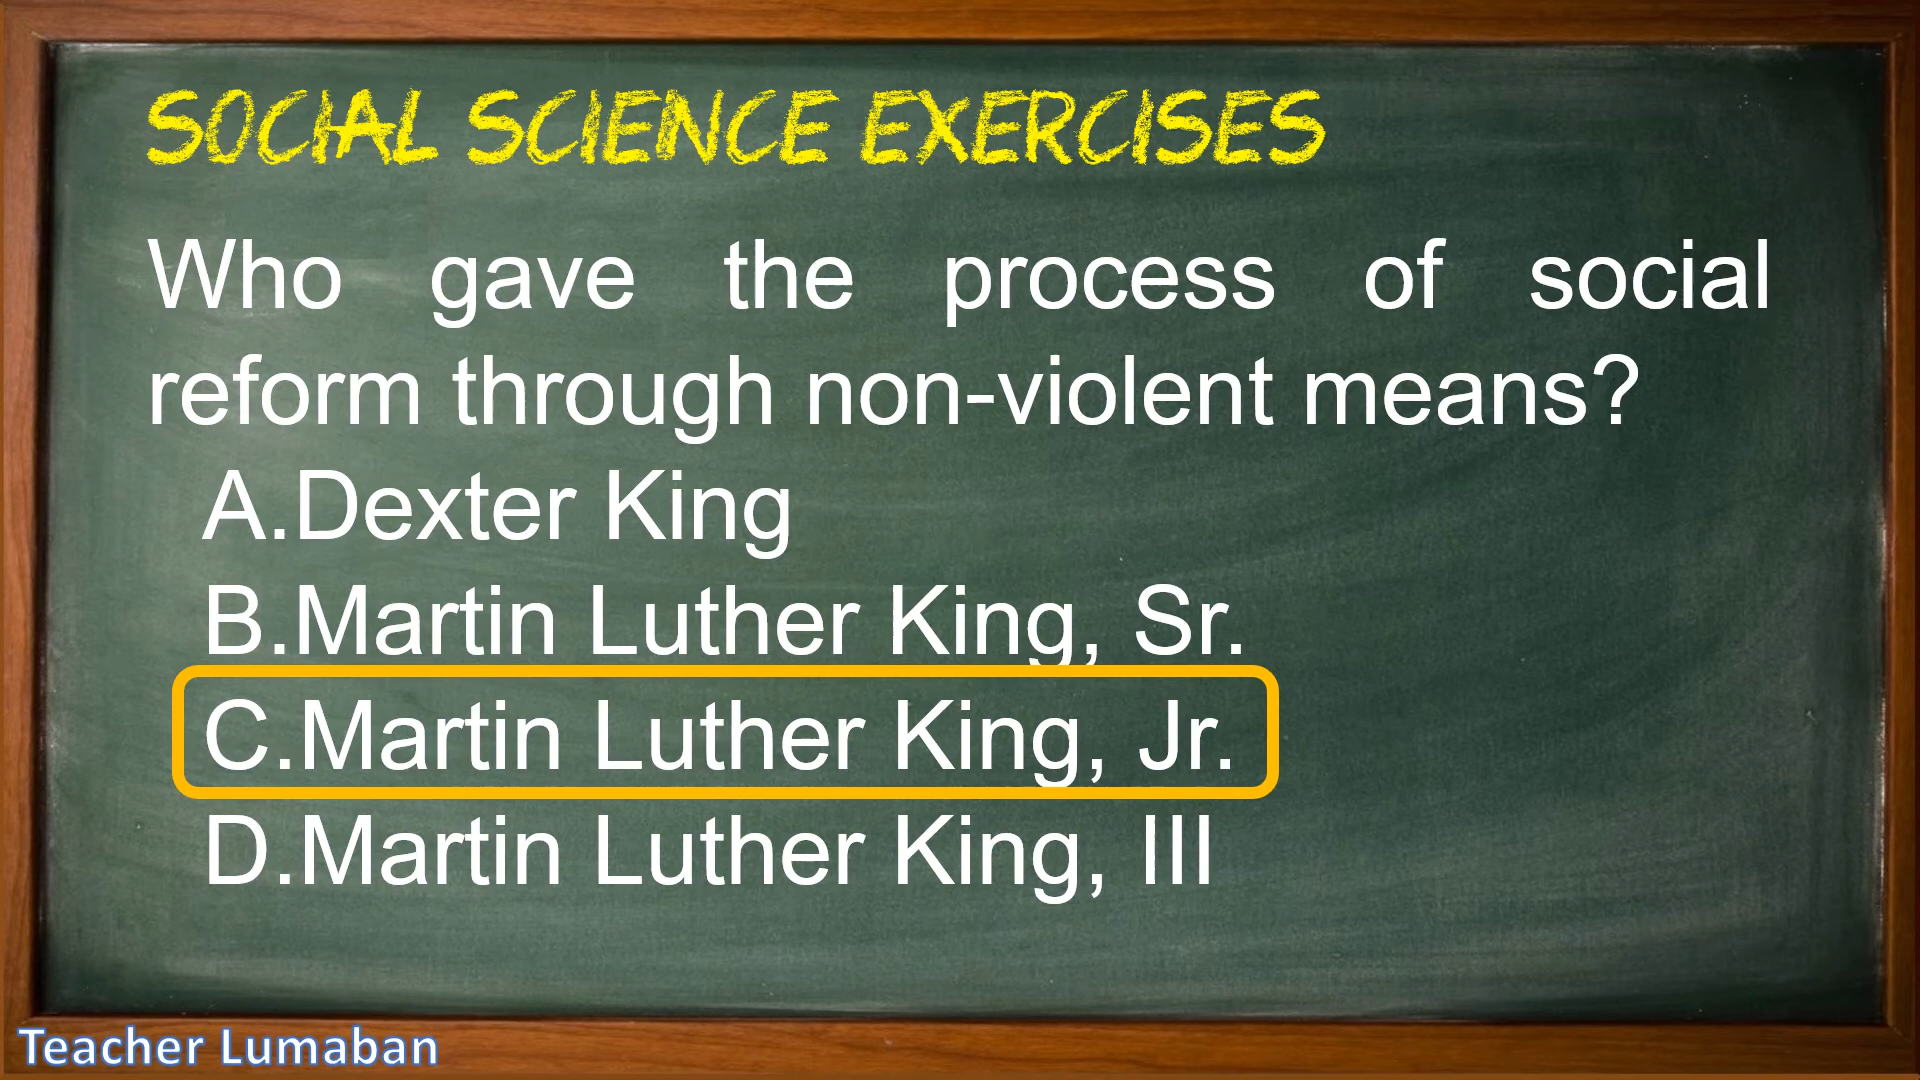 SOCIAL SCIENCE EXERCISES
Who gave the process of social
reform through non-violent means?
A.Dexter King
B.Martin Luther King, Sr.
C.Martin Luther King, Jr.
D.Martin Luther King, III
Teacher Lumaban